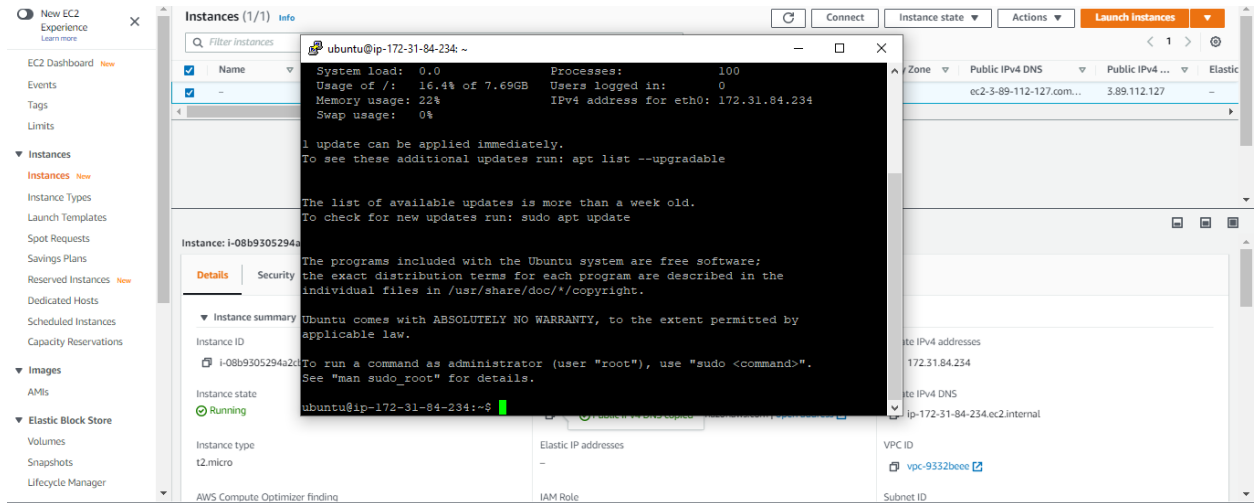 New EC2
Experience
Learn more
EC2 Dashboard New
Events
Tags
Limits
Instances
Instances New
Instance Types
Launch Templates
Spot Requests
Savings Plans
Reserved Instances New
Dedicated Hosts
Scheduled Instances
Capacity Reservations
Images
AMIs
Elastic Block Store
Volumes
Snapshots
Lifecycle Manager
Instances (1/1) Info
Connect
Instance state
Actions
Launch instances
Filter instances
< 1 >
Name
Zone
Public IPv4 DNS
Public IPv4 ...
Elastic
–
ec2-3-89-112-127.com...
3.89.112.127
–
ubuntu@ip-172-31-84-234: ~
System load: 0.0 Processes: 100
Usage of /: 16.4% of 7.69GB Users logged in: 0
Memory usage: 22% IPv4 address for eth0: 172.31.84.234
Swap usage: 0%
1 update can be applied immediately.
To see these additional updates run: apt list --upgradable
The list of available updates is more than a week old.
To check for new updates run: sudo apt update
The programs included with the Ubuntu system are free software;
the exact distribution terms for each program are described in the
individual files in /usr/share/doc/*/copyright.
Ubuntu comes with ABSOLUTELY NO WARRANTY, to the extent permitted by
applicable law.
To run a command as administrator (user "root"), use "sudo <command>".
See "man sudo_root" for details.
ubuntu@ip-172-31-84-234:~$
Instance: i-08b9305294a
Details
Security
Instance summary
Instance ID
i-08b9305294a2c
Instance state
Running
Instance type
t2.micro
AWS Compute Optimizer finding
Elastic IP addresses
–
IAM Role
IPv4 addresses
172.31.84.234
IPv4 DNS
ip-172-31-84-234.ec2.internal
VPC ID
vpc-9332beee
Subnet ID